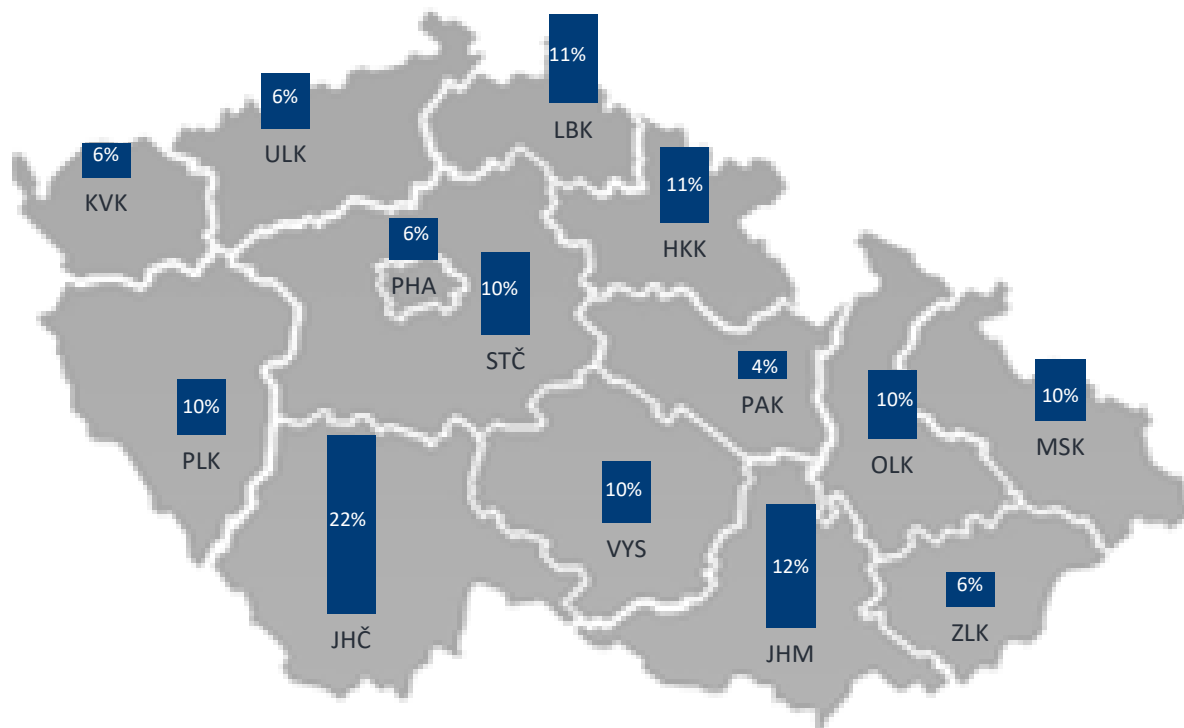 11%
LBK
6%
ULK
6%
KVK
11%
HKK
6%
PHA
10%
STČ
4%
PAK
10%
OLK
10%
MSK
10%
PLK
22%
JHČ
10%
VYS
12%
JHM
6%
ZLK